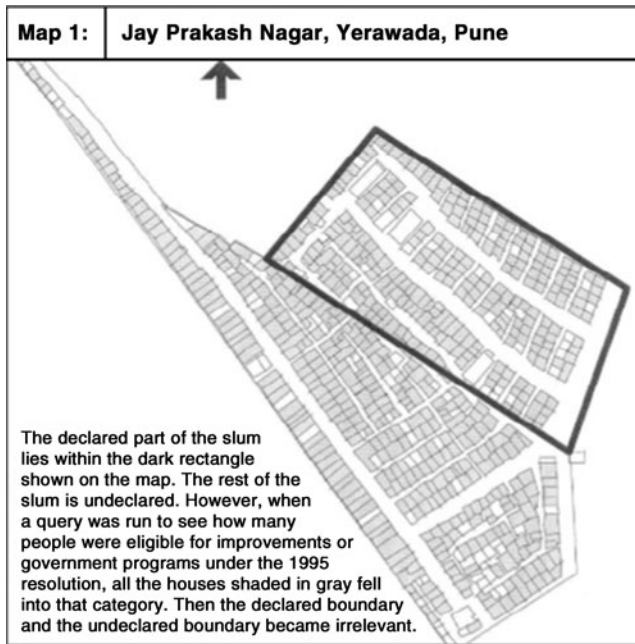 Map 1: Jay Prakash Nagar, Yerawada, Pune
The declared part of the slum
lies within the dark rectangle
shown on the map. The rest of the
slum is undeclared. However, when
a query was run to see how many
people were eligible for improvements or
government programs under the 1995
resolution, all the houses shaded in gray fell
into that category. Then the declared boundary
and the undeclared boundary became irrelevant.